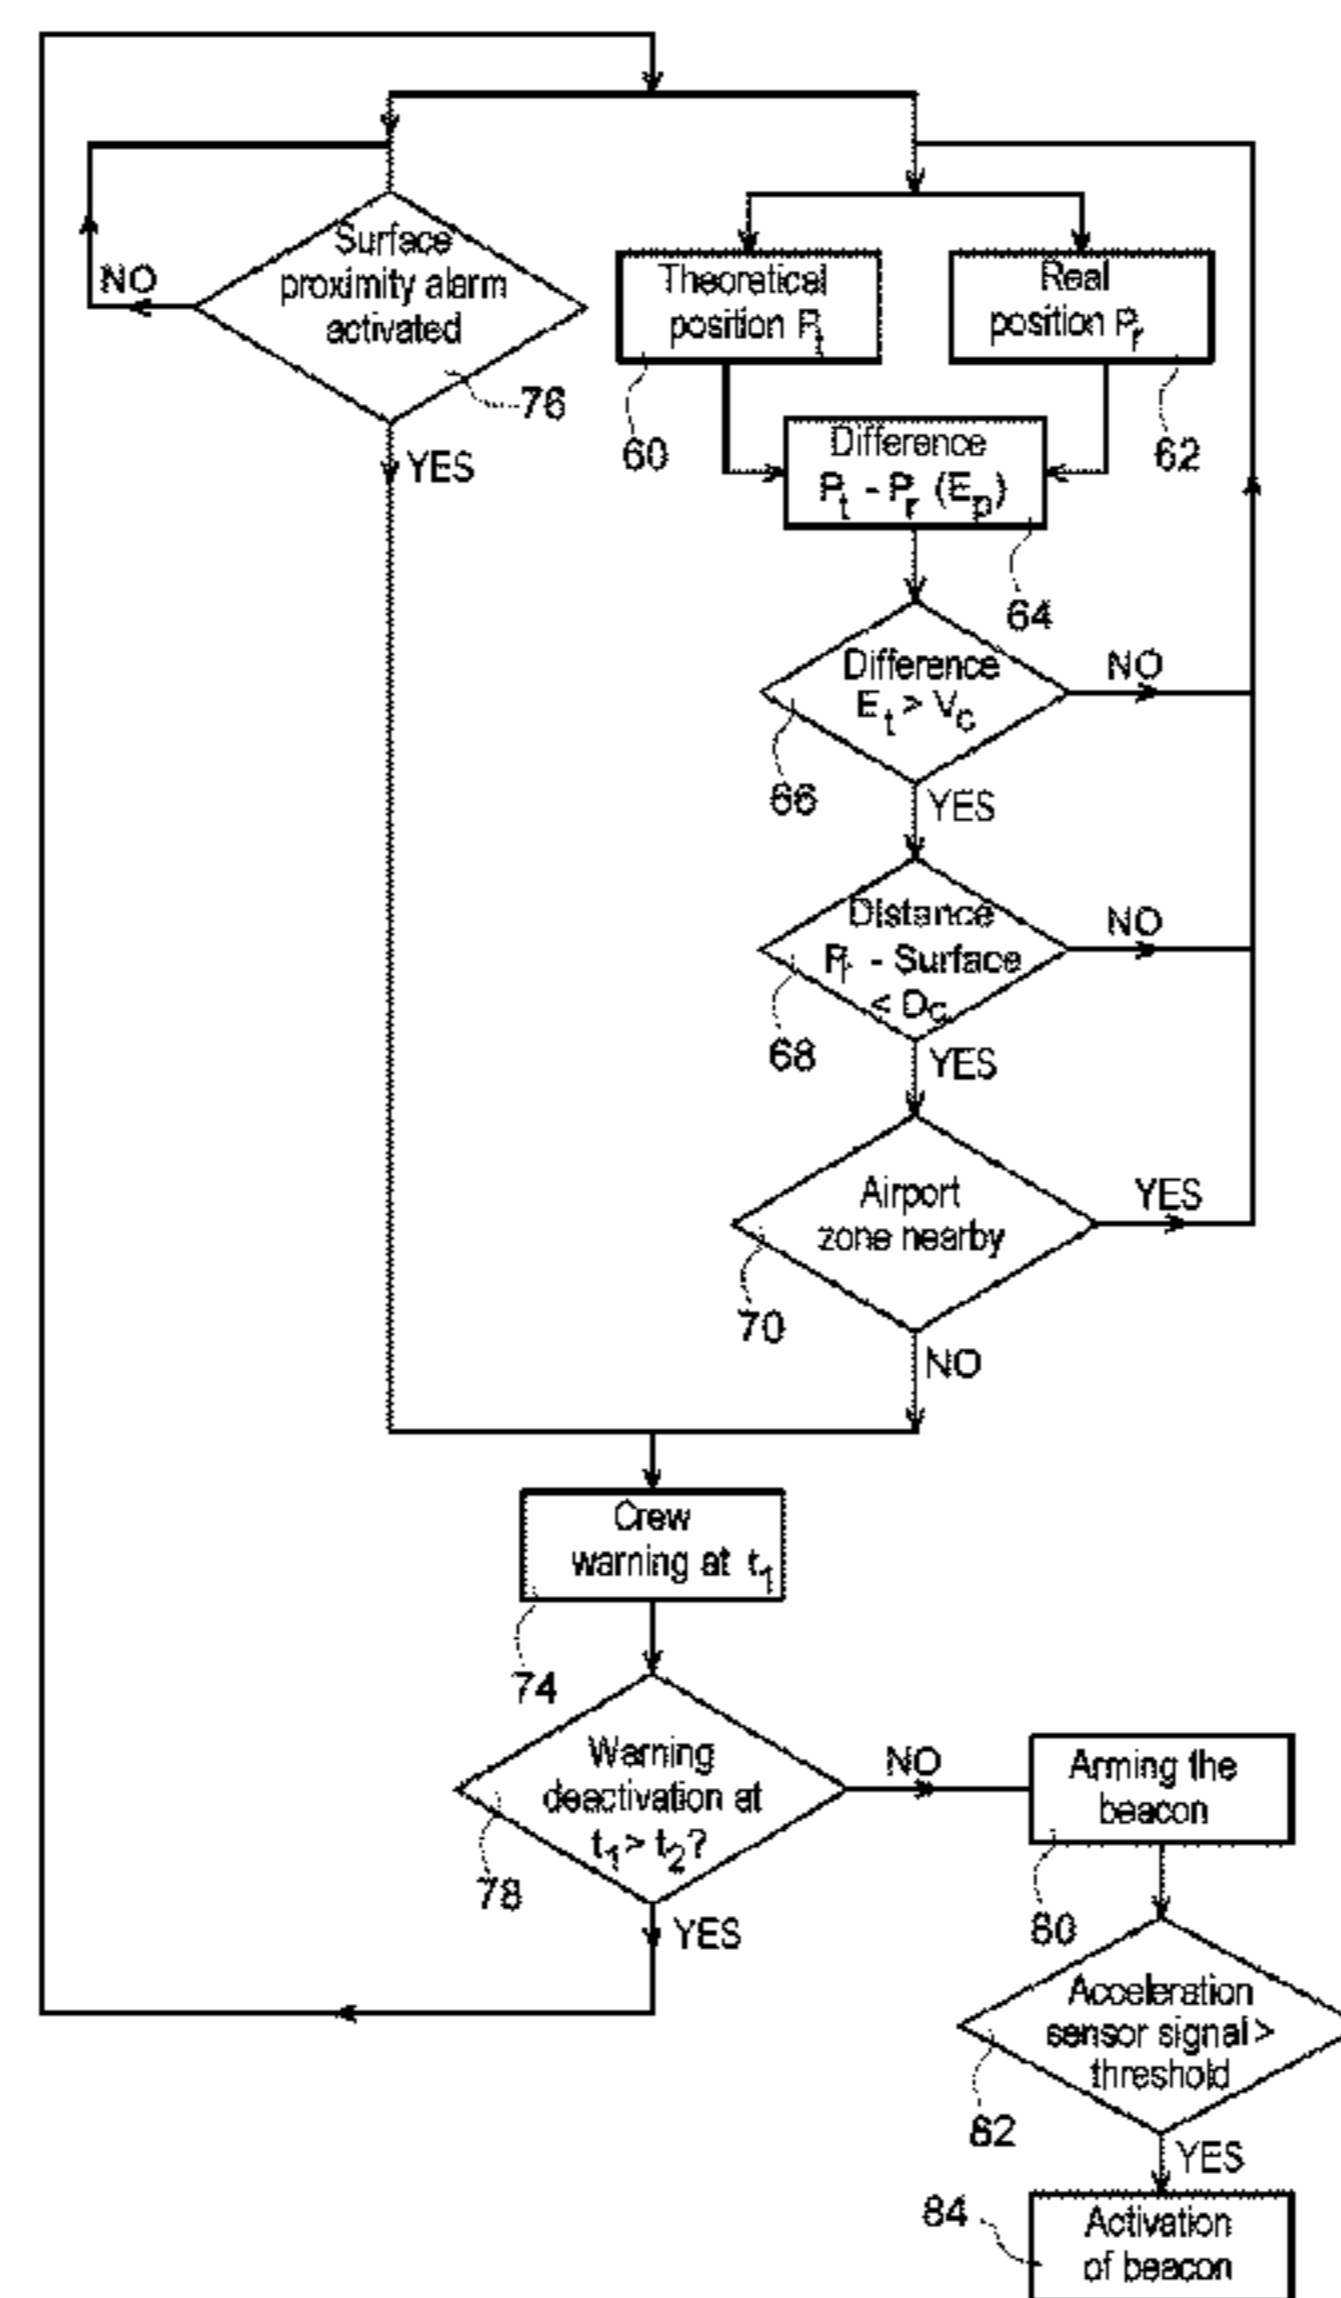 Surface
proximity alarm
activated
NO
76
YES
Theoretical
position Pt
60
Real
position Pr
62
Difference
Pt - Pr (Ep)
64
Difference
Et > Vc
NO
66
YES
Distance
- Surface
< Dc
NO
68
YES
Airport
zone nearby
YES
70
NO
Crew
warning at t1
74
Warning
deactivation at
t1 > t2?
78
NO
YES
Arming the
beacon
80
Acceleration
sensor signal >
threshold
82
YES
84
Activation
of beacon